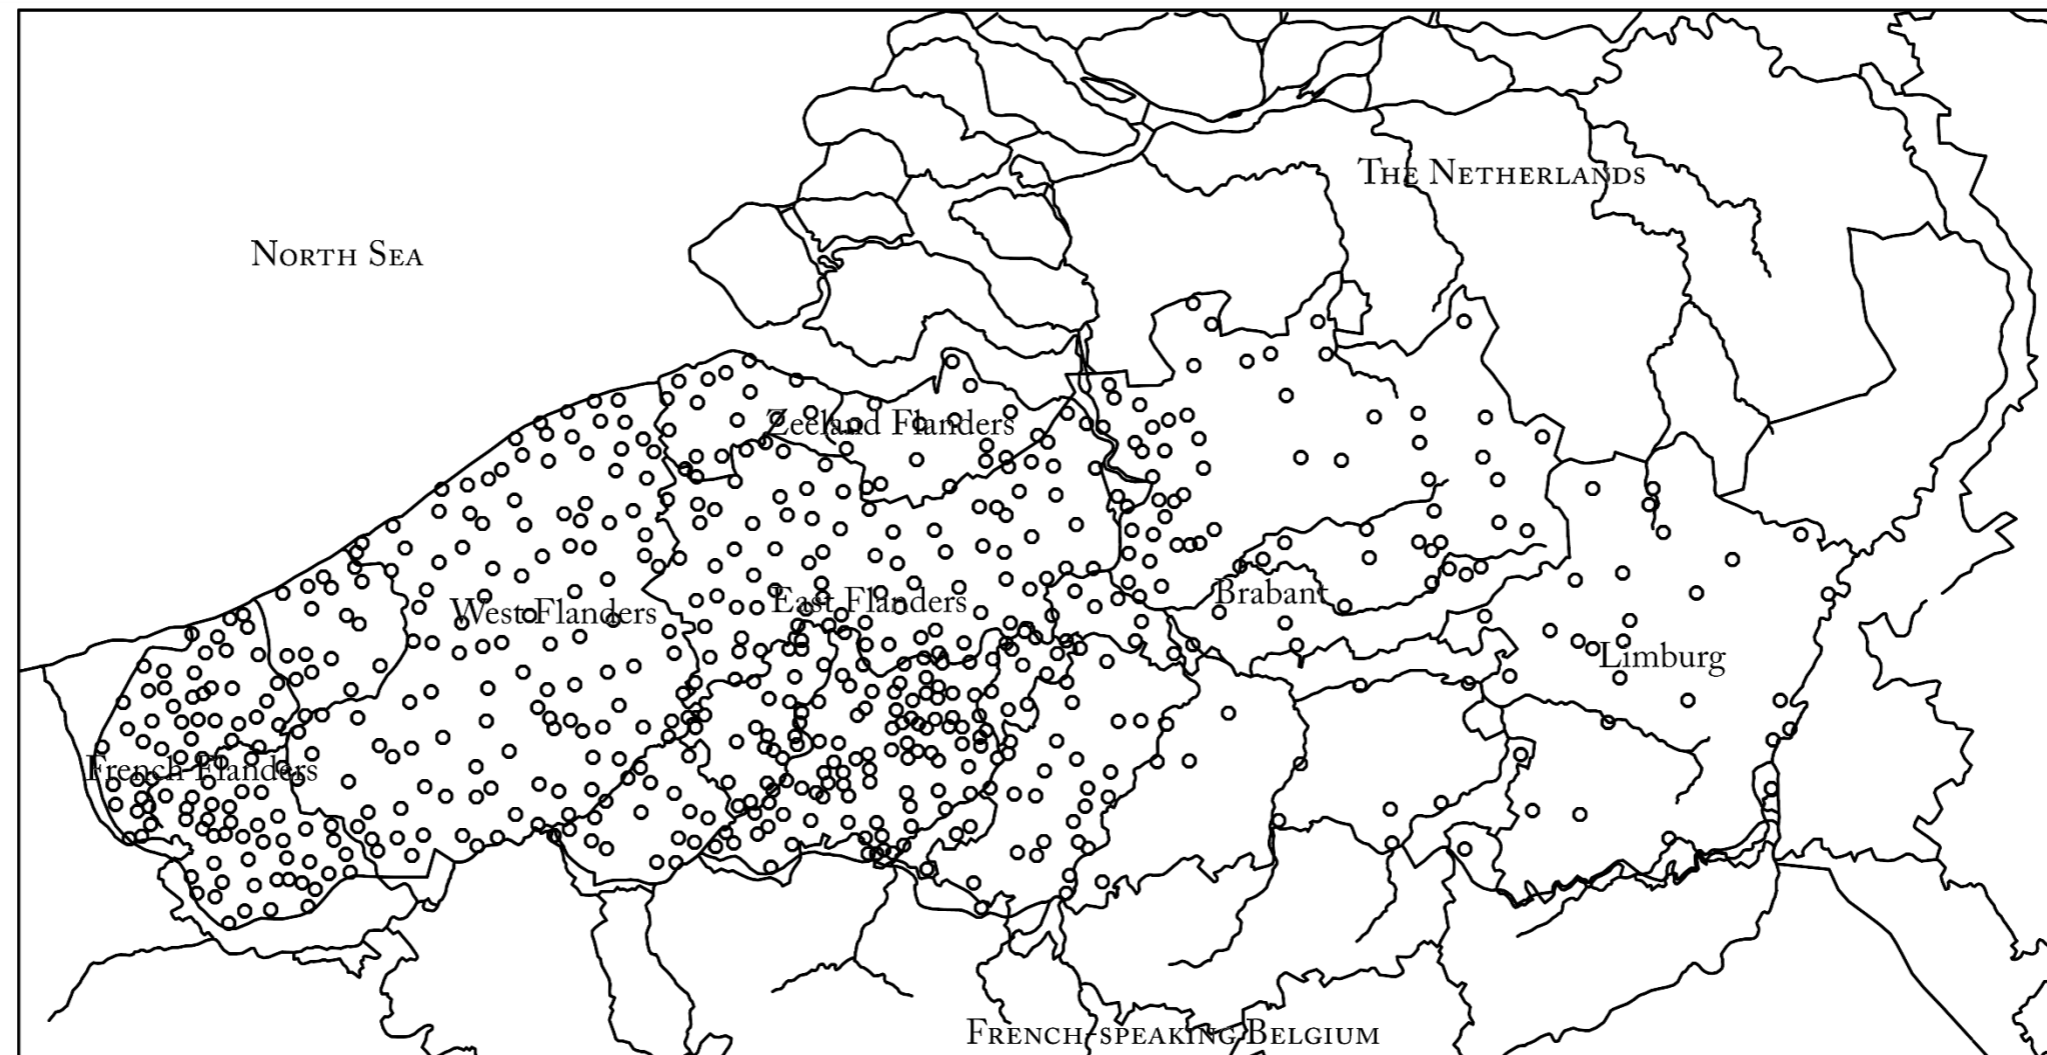 The Netherlands
North Sea
Zeeland Flanders
Brabant
East Flanders
West Flanders
Limburg
French Flanders
French-speaking Belgium